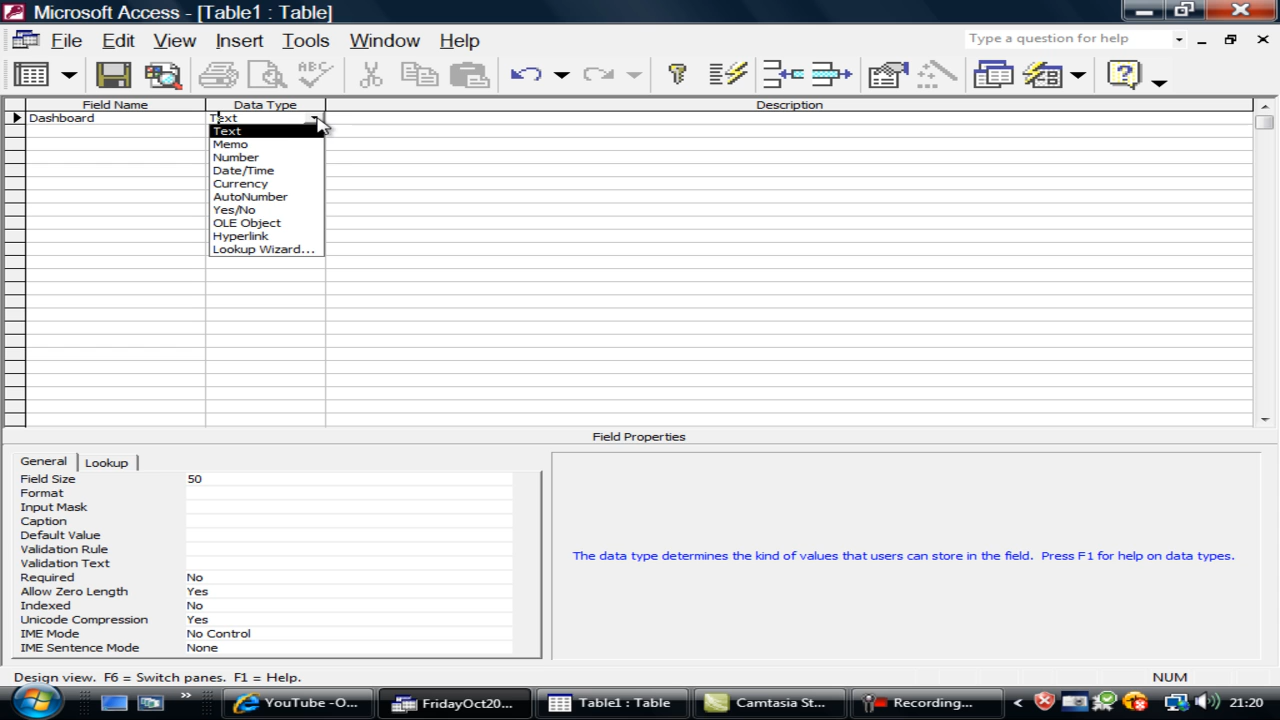 Microsoft Access - [Table1 : Table]
File Edit View Insert Tools Window Help
Type a question for help
ABC
Field Name Data Type Description
Dashboard Text
Text
Memo
Number
Date/Time
Currency
AutoNumber
Yes/No
OLE Object
Hyperlink
Lookup Wizard...
Field Properties
General Lookup
Field Size 50
Format
Input Mask
Caption
Default Value
Validation Rule
Validation Text
Required No
Allow Zero Length Yes
Indexed No
Unicode Compression Yes
IME Mode No Control
IME Sentence Mode None
The data type determines the kind of values that users can store in the field. Press F1 for help on data types.
Design view. F6 = Switch panes. F1 = Help. NUM
YouTube -O... FridayOct20... Table1 : Table Camtasia St... Recording... 21:20